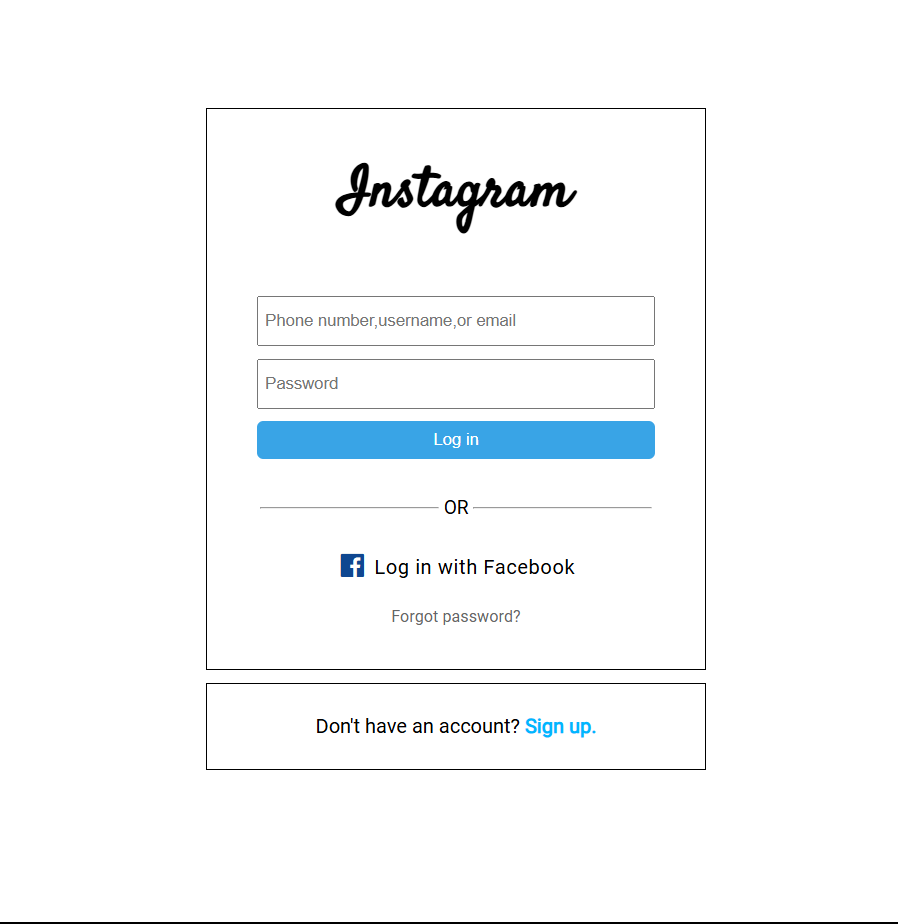 Instagram
Phone number,username,or email
Password
Log in
OR
Log in with Facebook
Forgot password?
Don't have an account? Sign up.